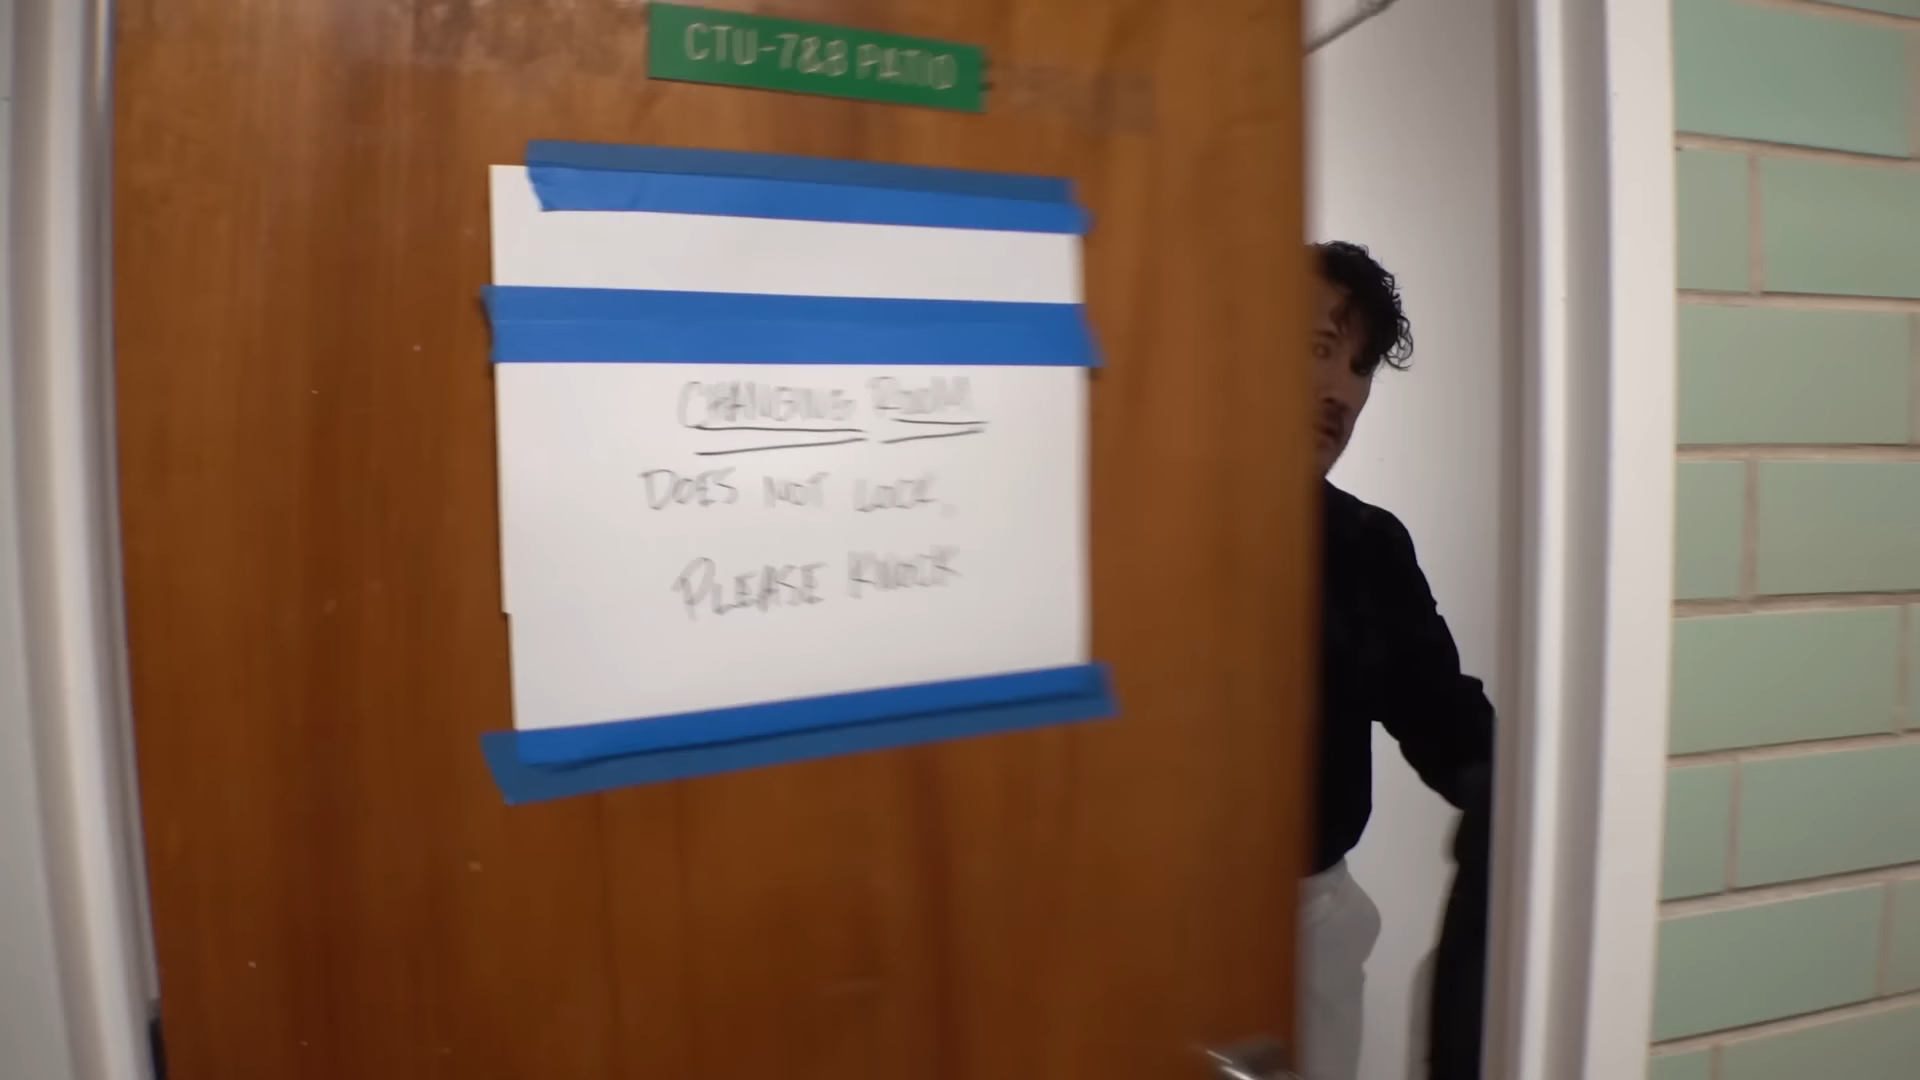 CTU-7&8 PATIO
CHANGING ROOM
DOES NOT LOCK,
PLEASE KNOCK